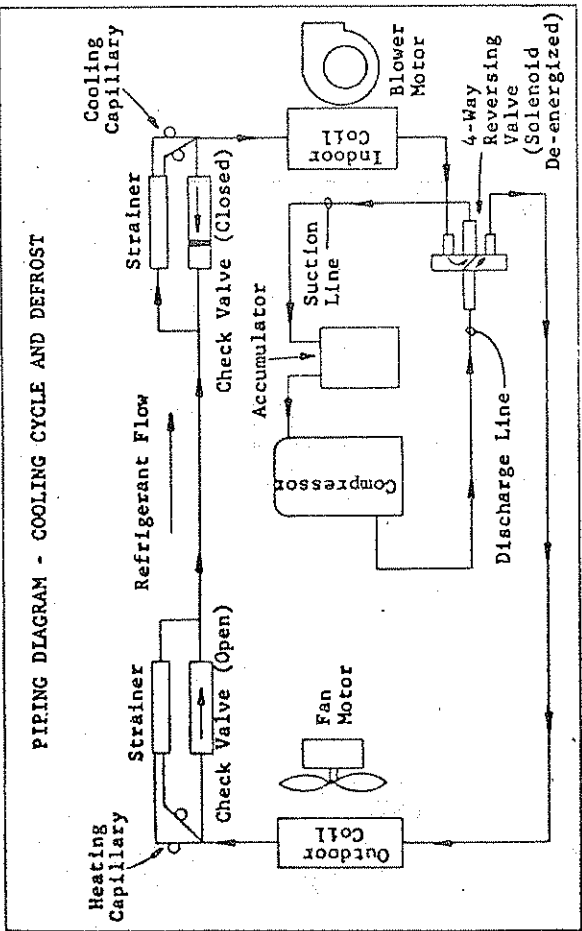 PIPING DIAGRAM - COOLING CYCLE AND DEFROST
Heating
Capillary
Strainer
Check Valve (Open)
Refrigerant Flow
Strainer
Check Valve (Closed)
Cooling
Capillary
Outdoor
Coil
Fan
Motor
Compressor
Accumulator
Suction
Line
Discharge Line
Indoor
Coil
Blower
Motor
4-Way
Reversing
Valve
(Solenoid
De-energized)